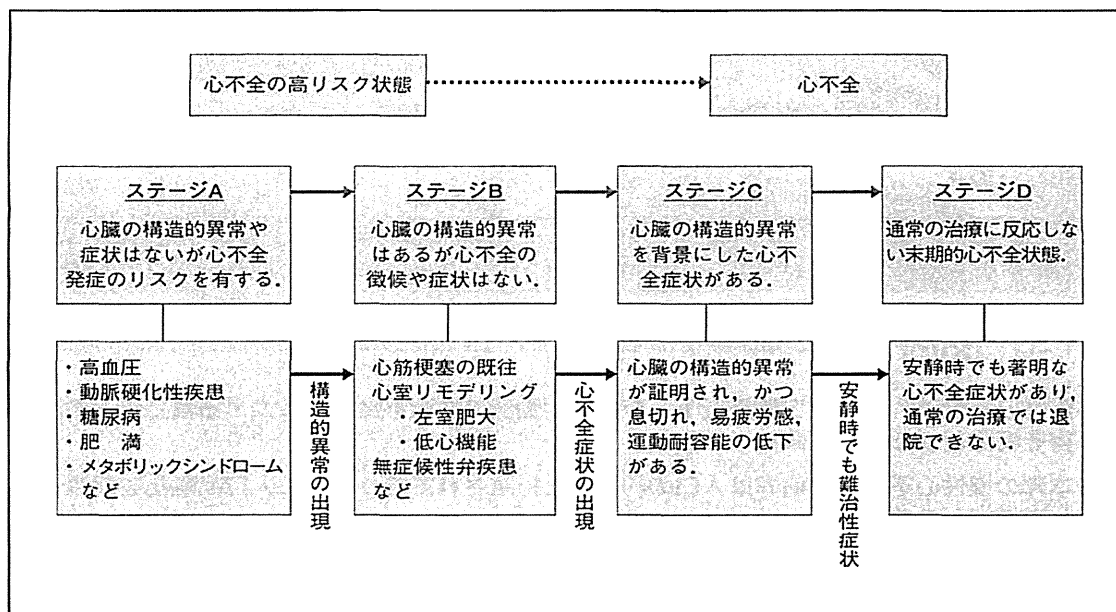 心不全の高リスク状態
心不全
ステージA
心臓の構造的異常や
症状はないが心不全
発症のリスクを有する.
ステージB
心臓の構造的異常
はあるが心不全の
徴候や症状はない.
ステージC
心臓の構造的異常
を背景にした心不
全症状がある.
ステージD
通常の治療に反応しな
い末期的心不全状態.
・高血圧
・動脈硬化性疾患
・糖尿病
・肥 満
・メタボリックシンドローム
など
構造的異常の出現
心筋梗塞の既往
心室リモデリング
・左室肥大
・低心機能
無症候性弁疾患
など
心不全症状の出現
心臓の構造的異常
が証明され,かつ
息切れ,易疲労感,
運動耐容能の低下
がある.
安静時でも難治性症状
安静時でも著明な
心不全症状があり,
通常の治療では退
院できない.